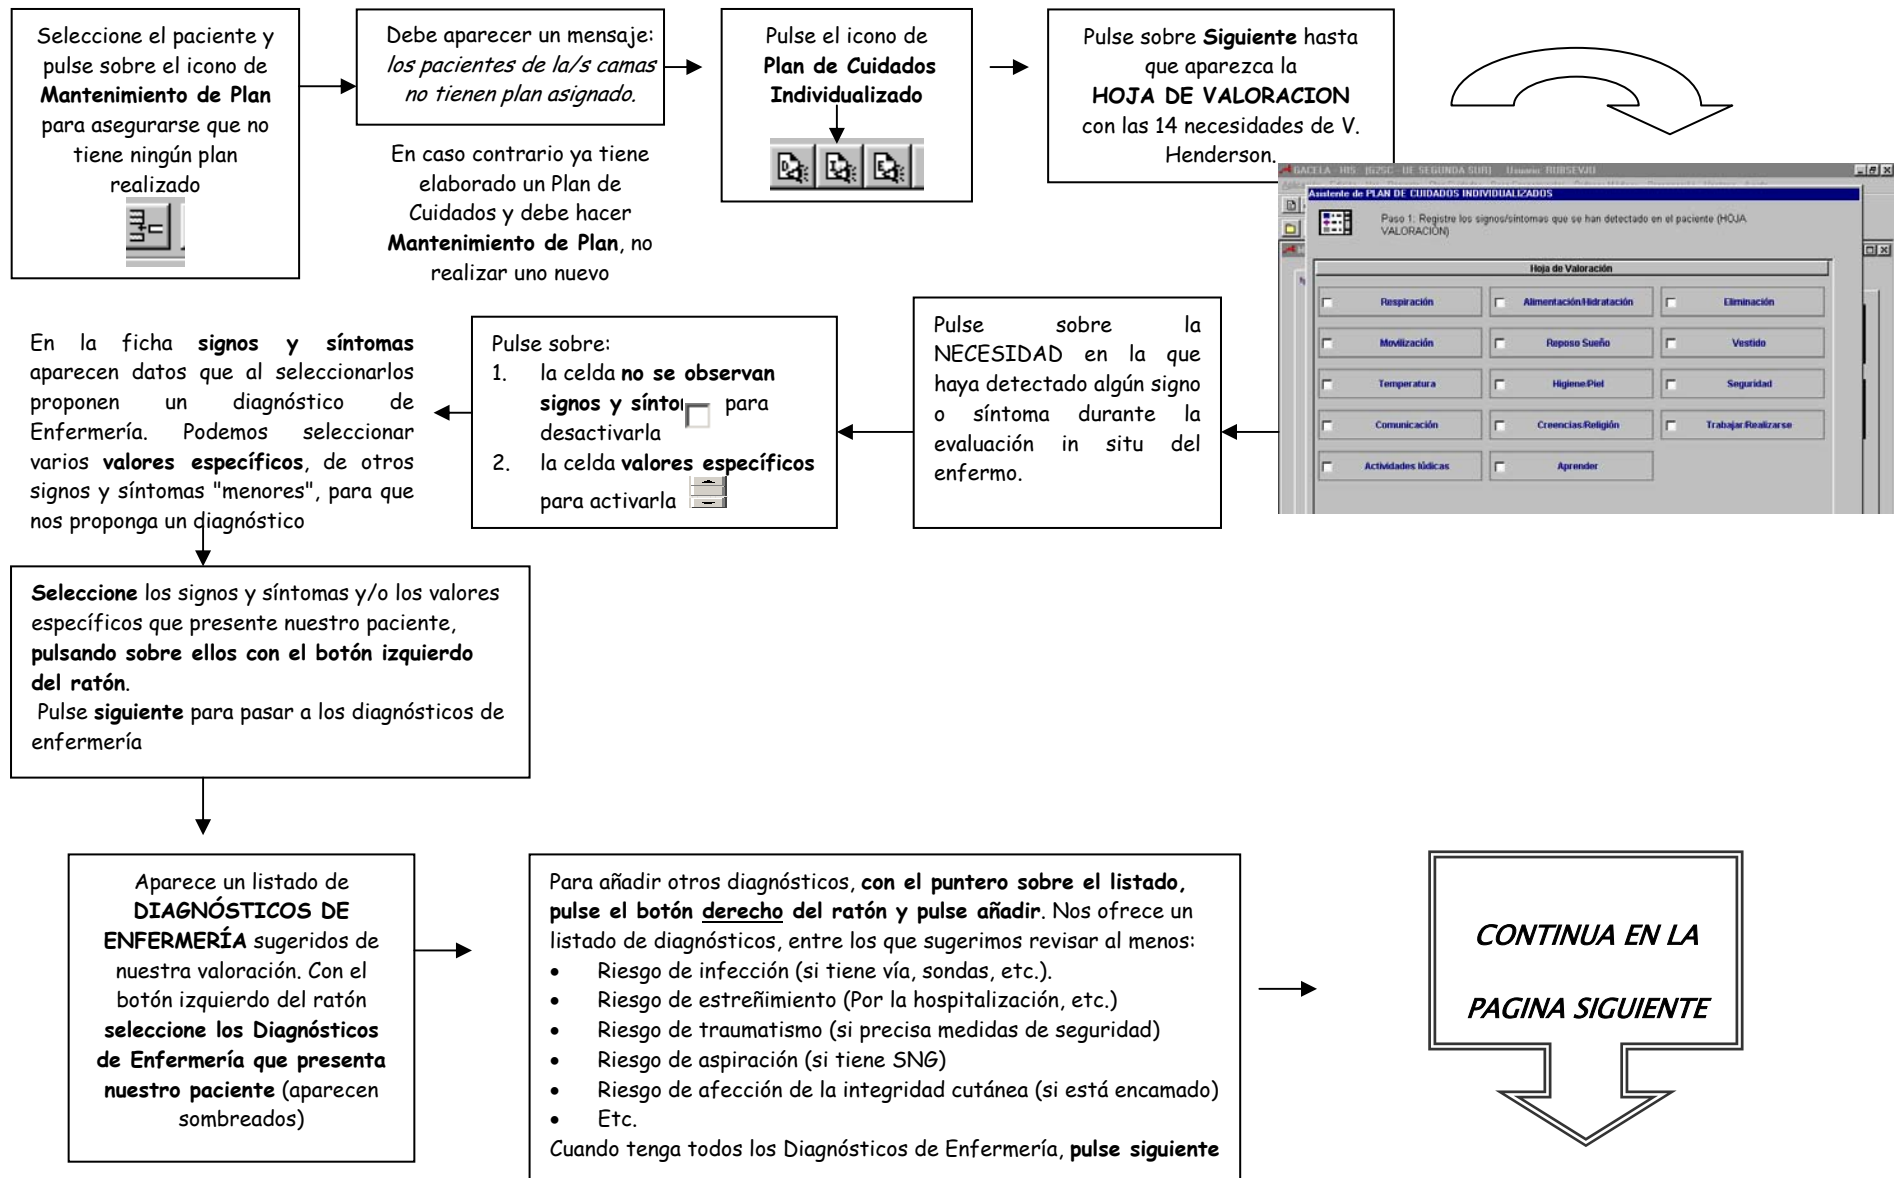 Seleccione el paciente y
pulse sobre el icono de
Mantenimiento de Plan
para asegurarse que no
tiene ningún plan
realizado
Debe aparecer un mensaje:
los pacientes de la/s camas
no tienen plan asignado.
En caso contrario ya tiene
elaborado un Plan de
Cuidados y debe hacer
Mantenimiento de Plan, no
realizar uno nuevo
Pulse el icono de
Plan de Cuidados
Individualizado
Pulse sobre Siguiente hasta
que aparezca la
HOJA DE VALORACION
con las 14 necesidades de V.
Henderson.
GACELA - HIS (G25C - UE SEGUNDA SUR) Usuario: NURSEVJU
Asistente de PLAN DE CUIDADOS INDIVIDUALIZADOS
Paso 1: Registre los signos/síntomas que se han detectado en el paciente (HOJA
VALORACIÓN)
Hoja de Valoración
Respiración
Alimentación/Hidratación
Eliminación
Movilización
Reposo Sueño
Vestido
Temperatura
Higiene/Piel
Seguridad
Comunicación
Creencias/Religión
Trabajar/Realizarse
Actividades lúdicas
Aprender
Pulse sobre la
NECESIDAD en la que
haya detectado algún signo
o síntoma durante la
evaluación in situ del
enfermo.
Pulse sobre:
1. la celda no se observan
signos y sínto para
desactivarla
2. la celda valores específicos
para activarla
En la ficha signos y síntomas
aparecen datos que al seleccionarlos
proponen un diagnóstico de
Enfermería. Podemos seleccionar
varios valores específicos, de otros
signos y síntomas "menores", para que
nos proponga un diagnóstico
Seleccione los signos y síntomas y/o los valores
específicos que presente nuestro paciente,
pulsando sobre ellos con el botón izquierdo
del ratón.
Pulse siguiente para pasar a los diagnósticos de
enfermería
Aparece un listado de
DIAGNÓSTICOS DE
ENFERMERÍA sugeridos de
nuestra valoración. Con el
botón izquierdo del ratón
seleccione los Diagnósticos
de Enfermería que presenta
nuestro paciente (aparecen
sombreados)
Para añadir otros diagnósticos, con el puntero sobre el listado,
pulse el botón derecho del ratón y pulse añadir. Nos ofrece un
listado de diagnósticos, entre los que sugerimos revisar al menos:
• Riesgo de infección (si tiene vía, sondas, etc.).
• Riesgo de estreñimiento (Por la hospitalización, etc.)
• Riesgo de traumatismo (si precisa medidas de seguridad)
• Riesgo de aspiración (si tiene SNG)
• Riesgo de afección de la integridad cutánea (si está encamado)
• Etc.
Cuando tenga todos los Diagnósticos de Enfermería, pulse siguiente
CONTINUA EN LA
PAGINA SIGUIENTE